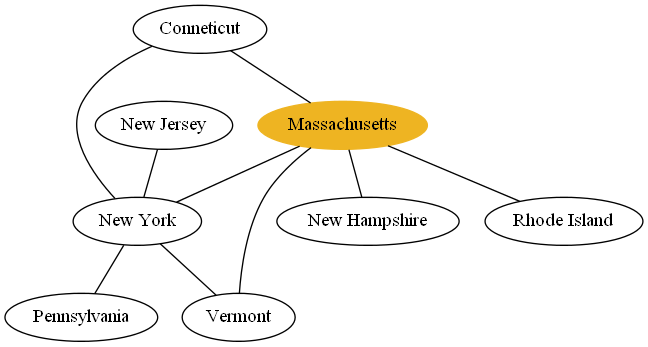 Conneticut
New Jersey
Massachusetts
New York
New Hampshire
Rhode Island
Pennsylvania
Vermont